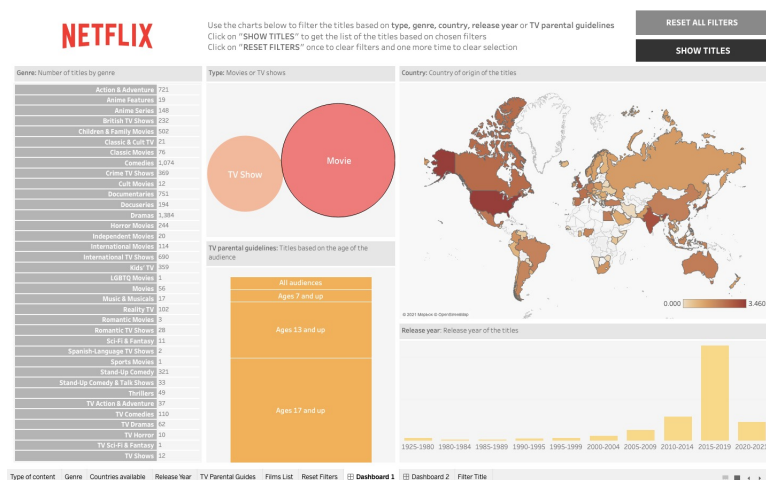 NETFLIX
Use the charts below to filter the titles based on type, genre, country, release year or TV parental guidelines
Click on "SHOW TITLES" to get the list of the titles based on chosen filters
Click on "RESET FILTERS" once to clear filters and one more time to clear selection
RESET ALL FILTERS
SHOW TITLES
Genre: Number of titles by genre
Action & Adventure 721
Anime Features 19
Anime Series 148
British TV Shows 232
Children & Family Movies 502
Classic & Cult TV 21
Classic Movies 76
Comedies 1,074
Crime TV Shows 369
Cult Movies 12
Documentaries 751
Docuseries 194
Dramas 1,384
Horror Movies 244
Independent Movies 20
International Movies 114
International TV Shows 690
Kids' TV 359
LGBTQ Movies 1
Movies 56
Music & Musicals 17
Reality TV 102
Romantic Movies 3
Romantic TV Shows 28
Sci-Fi & Fantasy 11
Spanish-Language TV Shows 2
Sports Movies 1
Stand-Up Comedy 321
Stand-Up Comedy & Talk Shows 33
Thrillers 49
TV Action & Adventure 37
TV Comedies 110
TV Dramas 62
TV Horror 10
TV Sci-Fi & Fantasy 1
TV Shows 12
Type: Movies or TV shows
TV Show
Movie
TV parental guidelines: Titles based on the age of the
audience
All audiences
Ages 7 and up
Ages 13 and up
Ages 17 and up
Country: Country of origin of the titles
0.000 3.460
© 2021 Mapbox © OpenStreetMap
Release year: Release year of the titles
1925-1980 1980-1984 1985-1989 1990-1995 1995-1999 2000-2004 2005-2009 2010-2014 2015-2019 2020-2021
Type of content Genre Countries available Release Year TV Parental Guides Films List Reset Filters Dashboard 1 Dashboard 2 Filter Title